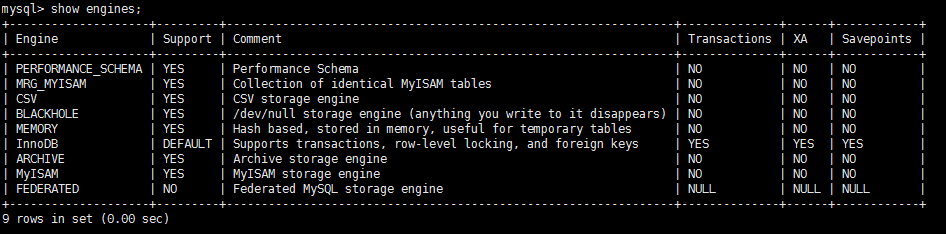 mysql> show engines;
+--------------------+---------+----------------------------------------------------------------+--------------+------+------------+
| Engine             | Support | Comment                                                        | Transactions | XA   | Savepoints |
+--------------------+---------+----------------------------------------------------------------+--------------+------+------------+
| PERFORMANCE_SCHEMA | YES     | Performance Schema                                             | NO           | NO   | NO         |
| MRG_MYISAM         | YES     | Collection of identical MyISAM tables                          | NO           | NO   | NO         |
| CSV                | YES     | CSV storage engine                                             | NO           | NO   | NO         |
| BLACKHOLE          | YES     | /dev/null storage engine (anything you write to it disappears) | NO           | NO   | NO         |
| MEMORY             | YES     | Hash based, stored in memory, useful for temporary tables      | NO           | NO   | NO         |
| InnoDB             | DEFAULT | Supports transactions, row-level locking, and foreign keys     | YES          | YES  | YES        |
| ARCHIVE            | YES     | Archive storage engine                                         | NO           | NO   | NO         |
| MyISAM             | YES     | MyISAM storage engine                                          | NO           | NO   | NO         |
| FEDERATED          | NO      | Federated MySQL storage engine                                 | NULL         | NULL | NULL       |
+--------------------+---------+----------------------------------------------------------------+--------------+------+------------+
9 rows in set (0.00 sec)